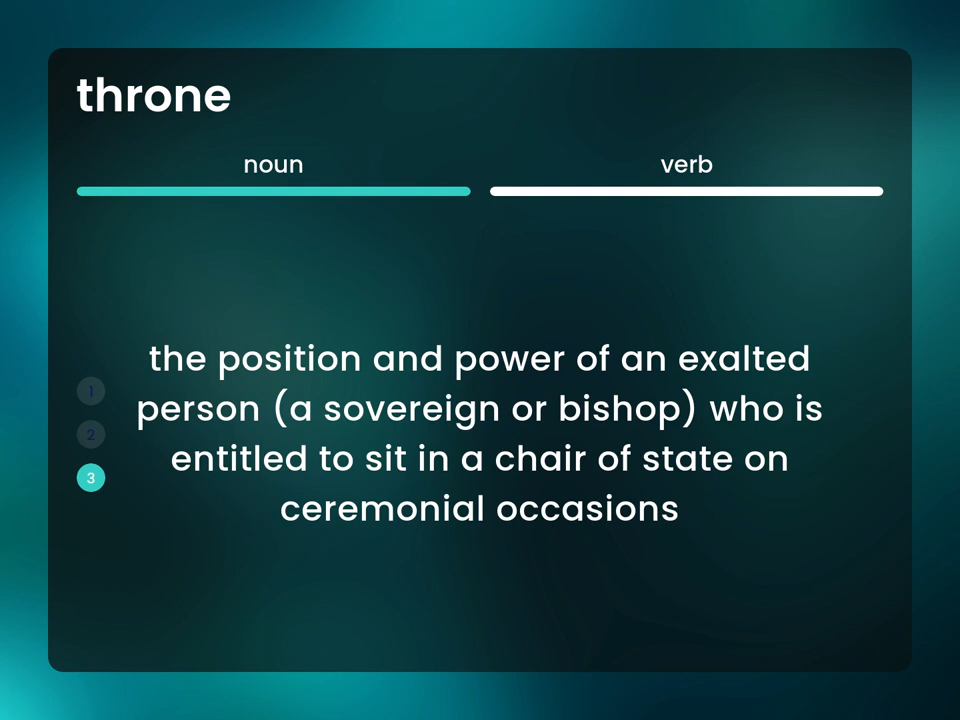 throne
noun
verb
the position and power of an exalted
person (a sovereign or bishop) who is
entitled to sit in a chair of state on
ceremonial occasions
1
2
3